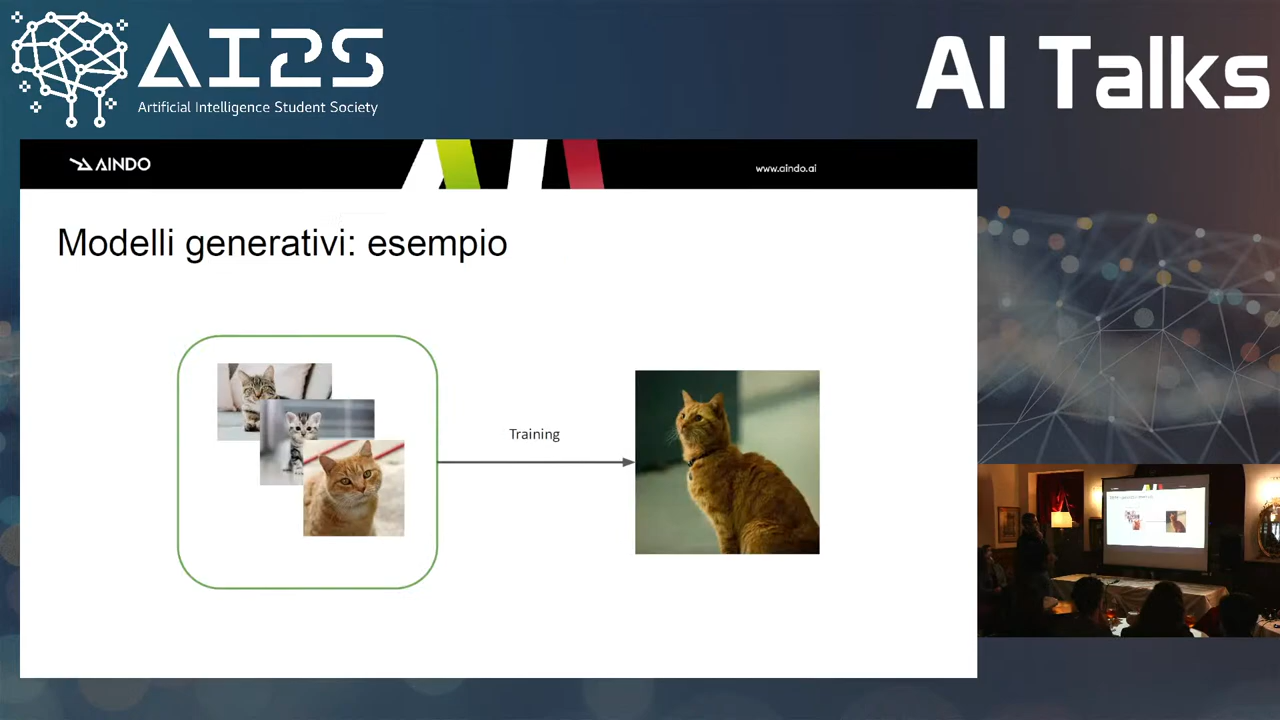 AI2S
Artificial Intelligence Student Society
AI Talks
AINDO
www.aindo.ai
Modelli generativi: esempio
Training